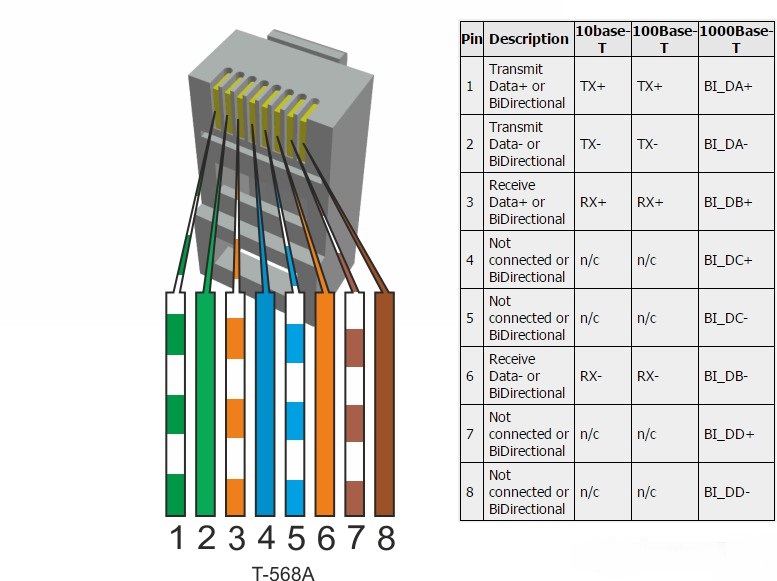 Pin Description 10base-T 100Base-T 1000Base-T
1 Transmit Data+ or BiDirectional TX+ TX+ BI_DA+
2 Transmit Data- or BiDirectional TX- TX- BI_DA-
3 Receive Data+ or BiDirectional RX+ RX+ BI_DB+
4 Not connected or BiDirectional n/c n/c BI_DC+
5 Not connected or BiDirectional n/c n/c BI_DC-
6 Receive Data- or BiDirectional RX- RX- BI_DB-
7 Not connected or BiDirectional n/c n/c BI_DD+
8 Not connected or BiDirectional n/c n/c BI_DD-
1 2 3 4 5 6 7 8
T-568A